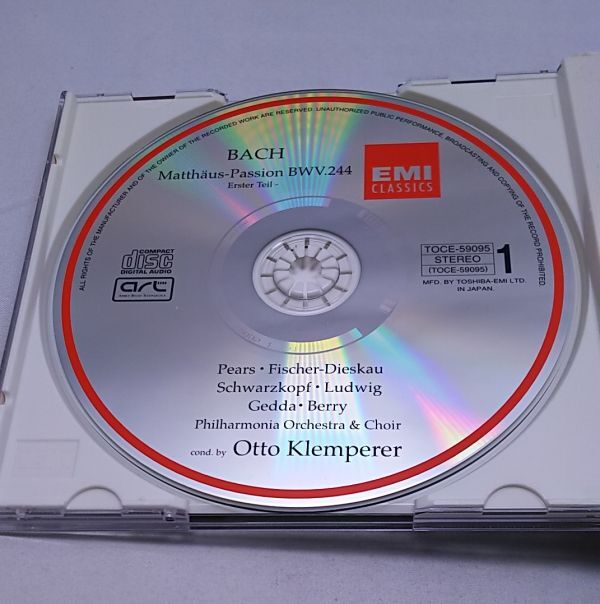 ALL RIGHTS OF THE MANUFACTURER AND OF THE OWNER OF THE RECORDED WORK ARE RESERVED. UNAUTHORIZED PUBLIC PERFORMANCE, BROADCASTING AND COPYING OF THE RECORD PROHIBITED.
BACH
Matthäus-Passion BWV.244
Erster Teil -
EMI
CLASSICS
COMPACT
disc
DIGITAL AUDIO
art
ABBEY ROAD TECHNOLOGY
TOCE-59095
STEREO
(TOCE-59095)
1
MFD. BY TOSHIBA-EMI LTD.
IN JAPAN.
Pears • Fischer-Dieskau
Schwarzkopf • Ludwig
Gedda • Berry
Philharmonia Orchestra & Choir
cond. by Otto Klemperer